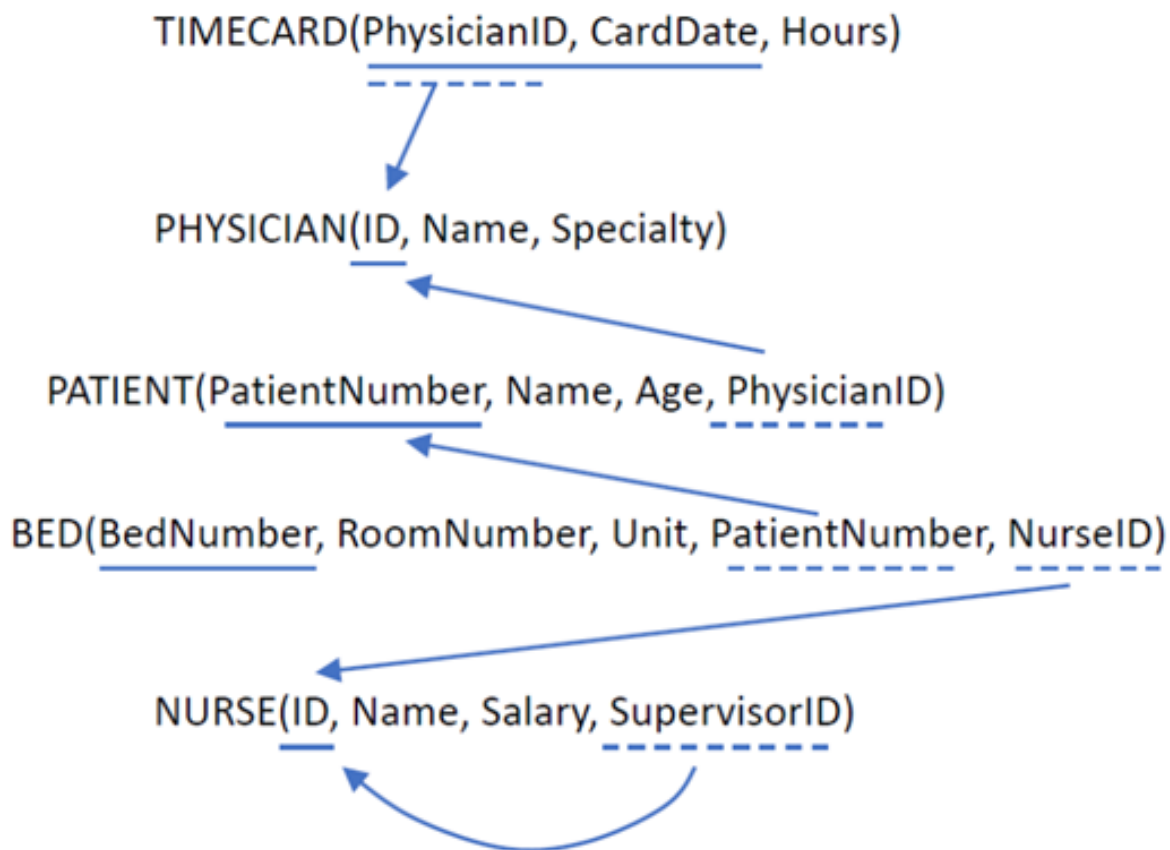 TIMECARD(PhysicianID, CardDate, Hours)
PHYSICIAN(ID, Name, Specialty)
PATIENT(PatientNumber, Name, Age, PhysicianID)
BED(BedNumber, RoomNumber, Unit, PatientNumber, NurseID)
NURSE(ID, Name, Salary, SupervisorID)